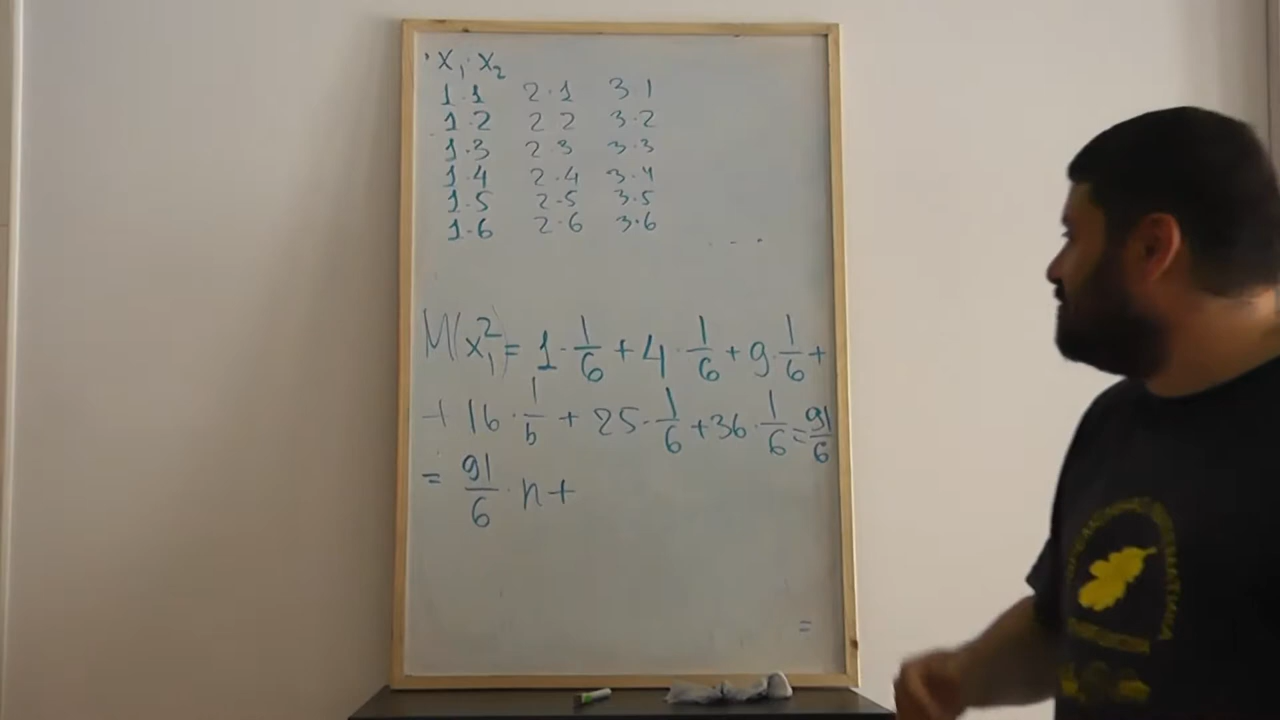 x₁·x₂
1·1 2·1 3·1
1·2 2·2 3·2
1·3 2·3 3·3
1·4 2·4 3·4
1·5 2·5 3·5
1·6 2·6 3·6
...
M(x₁²) = 1·1/6 + 4·1/6 + 9·1/6 +
+ 16·1/6 + 25·1/6 + 36·1/6 = 91/6
= 91/6·n +
=